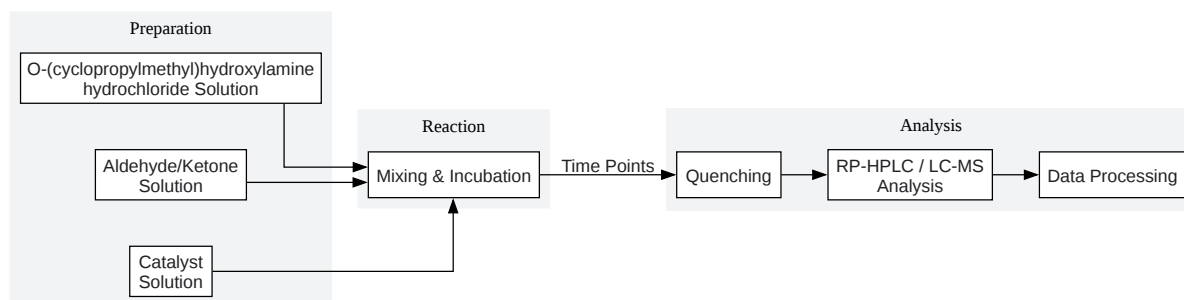 Preparation
O-(cyclopropylmethyl)hydroxylamine
hydrochloride Solution
Aldehyde/Ketone
Solution
Catalyst
Solution
Reaction
Mixing & Incubation
Time Points
Analysis
Quenching
RP-HPLC / LC-MS
Analysis
Data Processing